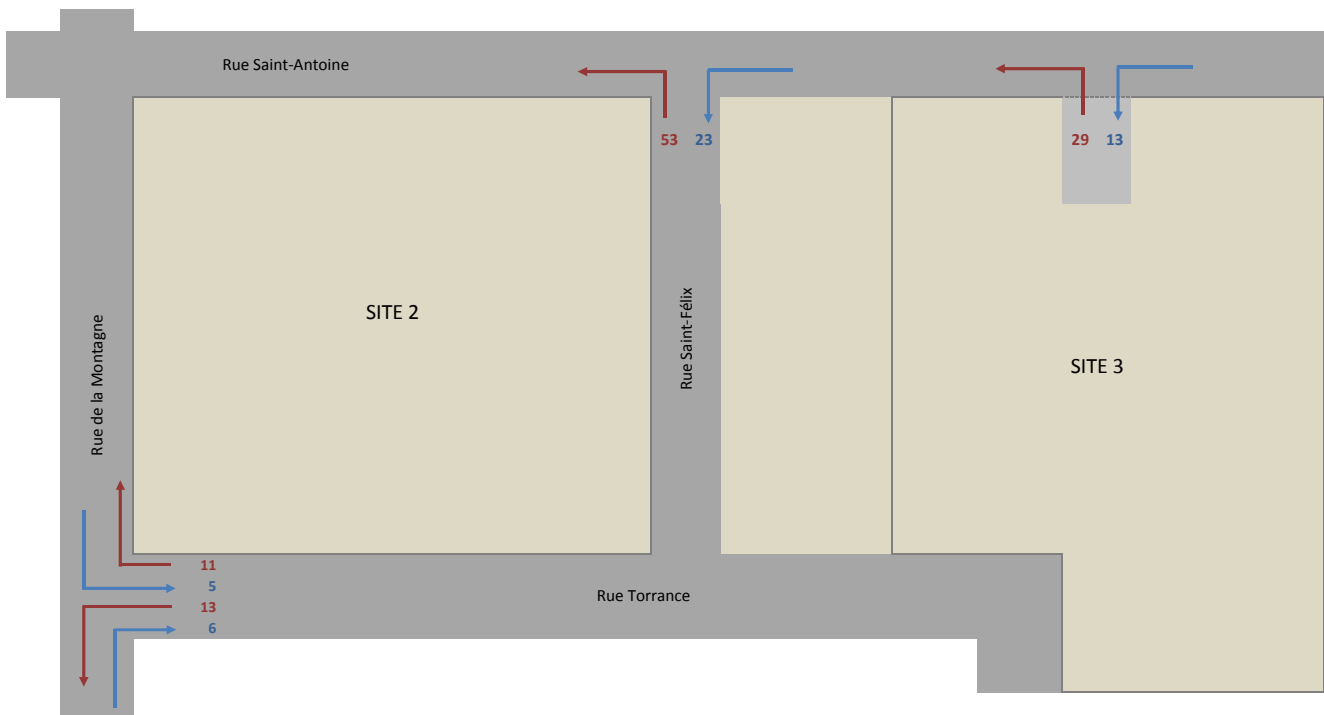 Rue Saint-Antoine
53 23
29 13
SITE 2
Rue Saint-Félix
SITE 3
Rue de la Montagne
11
5
13
6
Rue Torrance